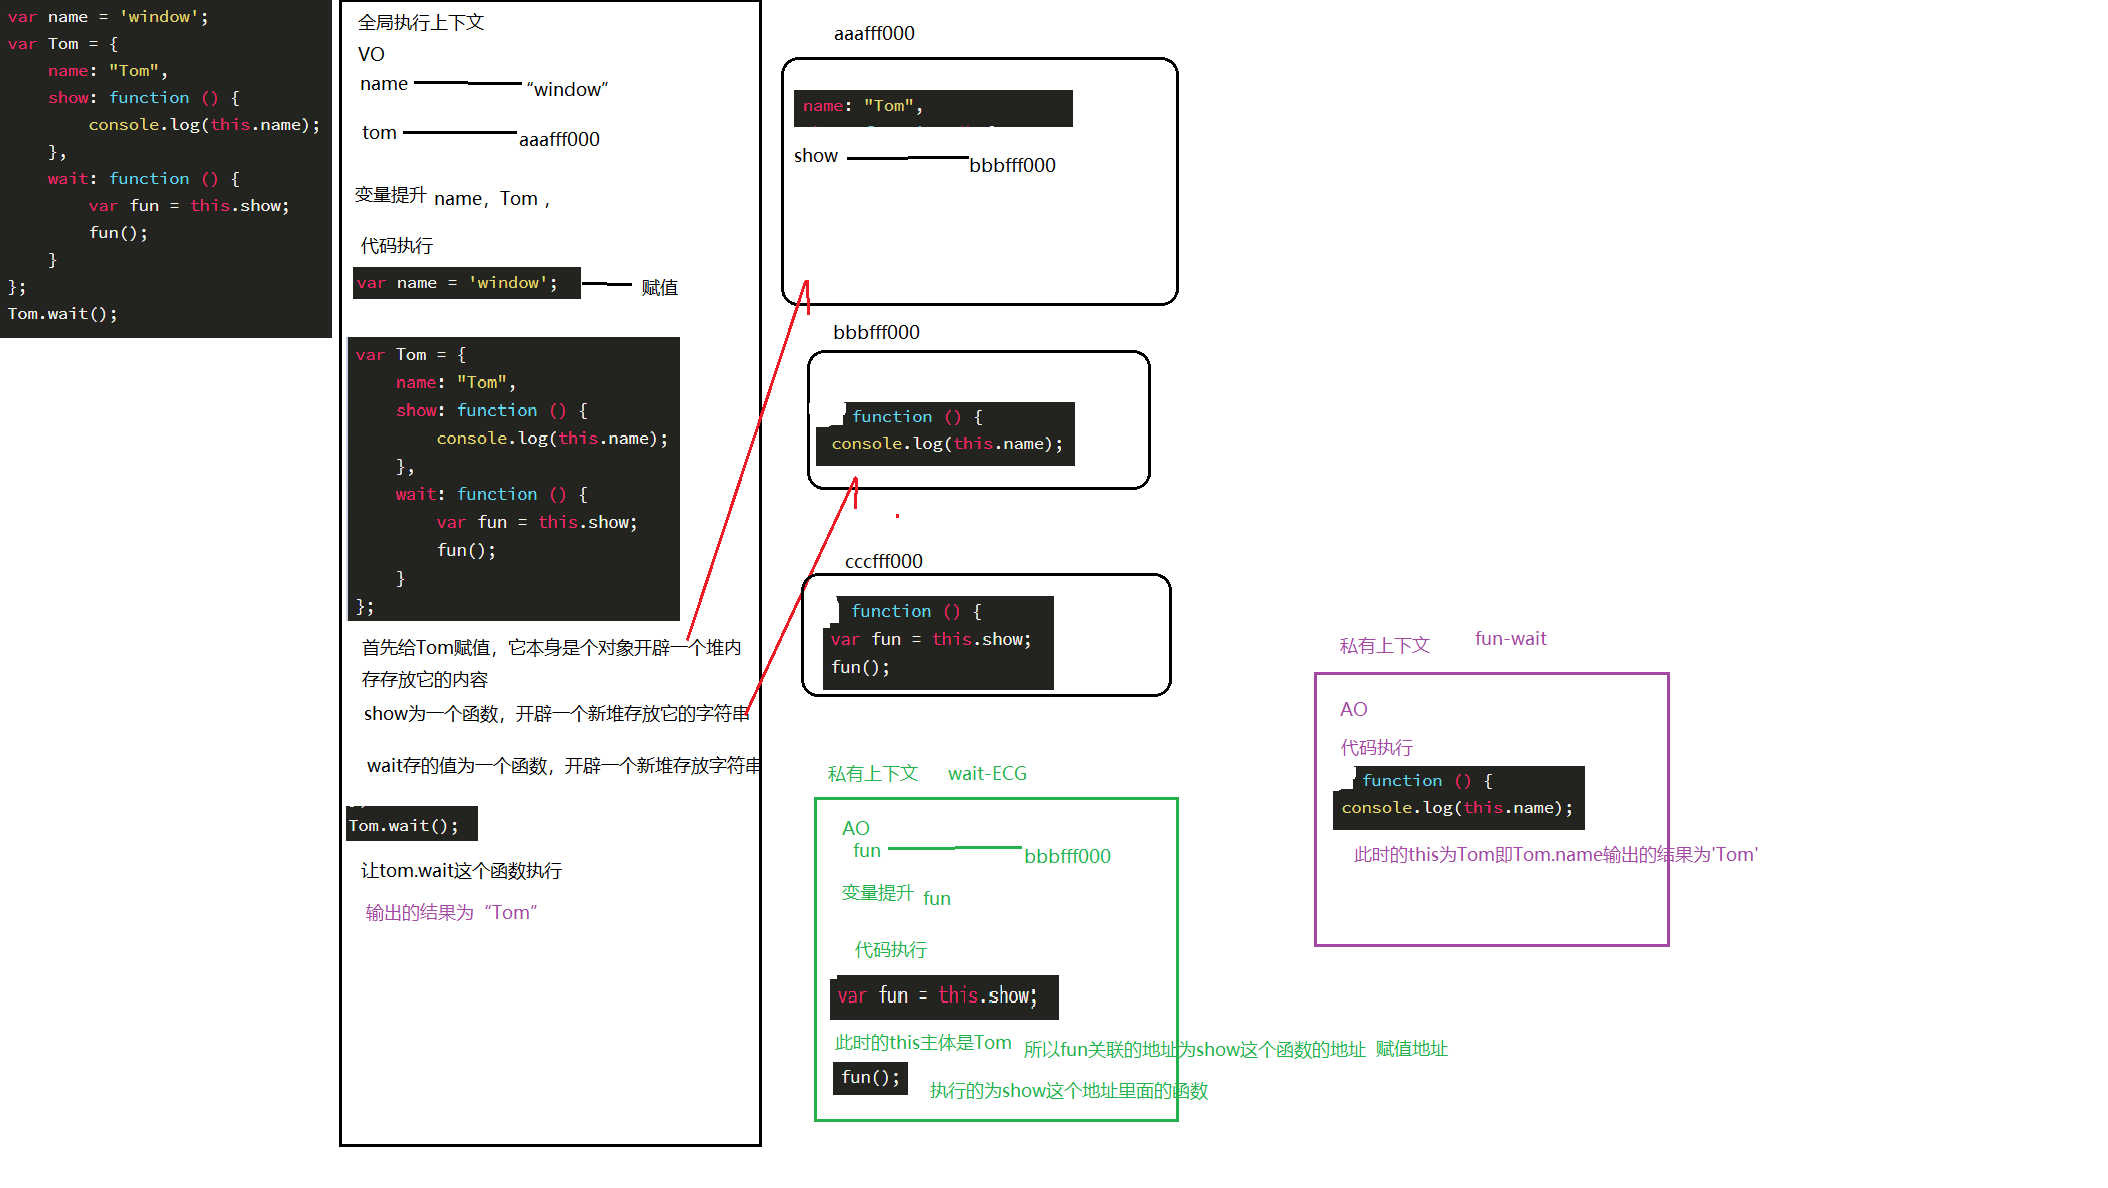 var name = 'window';
var Tom = {
    name: "Tom",
    show: function () {
        console.log(this.name);
    },
    wait: function () {
        var fun = this.show;
        fun();
    }
};
Tom.wait();
全局执行上下文
VO
name “window”
tom aaafff000
变量提升 name，Tom ，
代码执行
var name = 'window'; 赋值
var Tom = {
    name: "Tom",
    show: function () {
        console.log(this.name);
    },
    wait: function () {
        var fun = this.show;
        fun();
    }
};
首先给Tom赋值，它本身是个对象开辟一个堆内
存存放它的内容
show为一个函数，开辟一个新堆存放它的字符串
wait存的值为一个函数，开辟一个新堆存放字符串
Tom.wait();
让tom.wait这个函数执行
输出的结果为“Tom”
aaafff000
name: "Tom",
show bbbfff000
bbbfff000
function () {
console.log(this.name);
cccfff000
function () {
var fun = this.show;
fun();
私有上下文 wait-ECG
AO
fun bbbfff000
变量提升 fun
代码执行
var fun = this.show;
此时的this主体是Tom 所以fun关联的地址为show这个函数的地址 赋值地址
fun(); 执行的为show这个地址里面的函数
私有上下文 fun-wait
AO
代码执行
function () {
console.log(this.name);
此时的this为Tom即Tom.name输出的结果为'Tom'